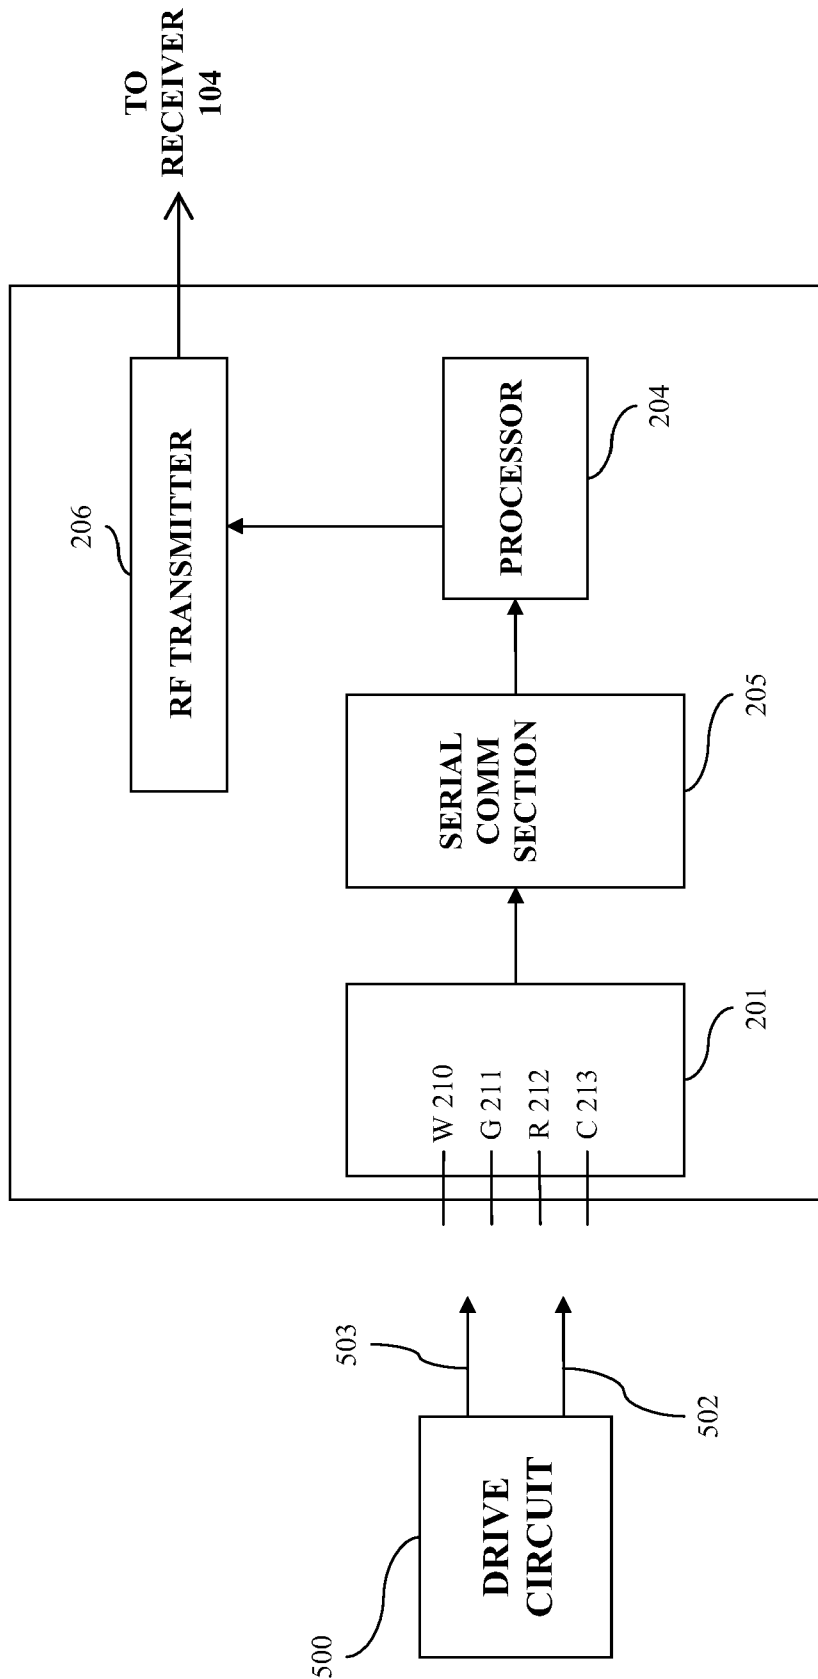 TO
RECEIVER
104
206
RF TRANSMITTER
PROCESSOR
204
SERIAL
COMM
SECTION
205
W 210
G 211
R 212
C 213
201
503
502
DRIVE
CIRCUIT
500